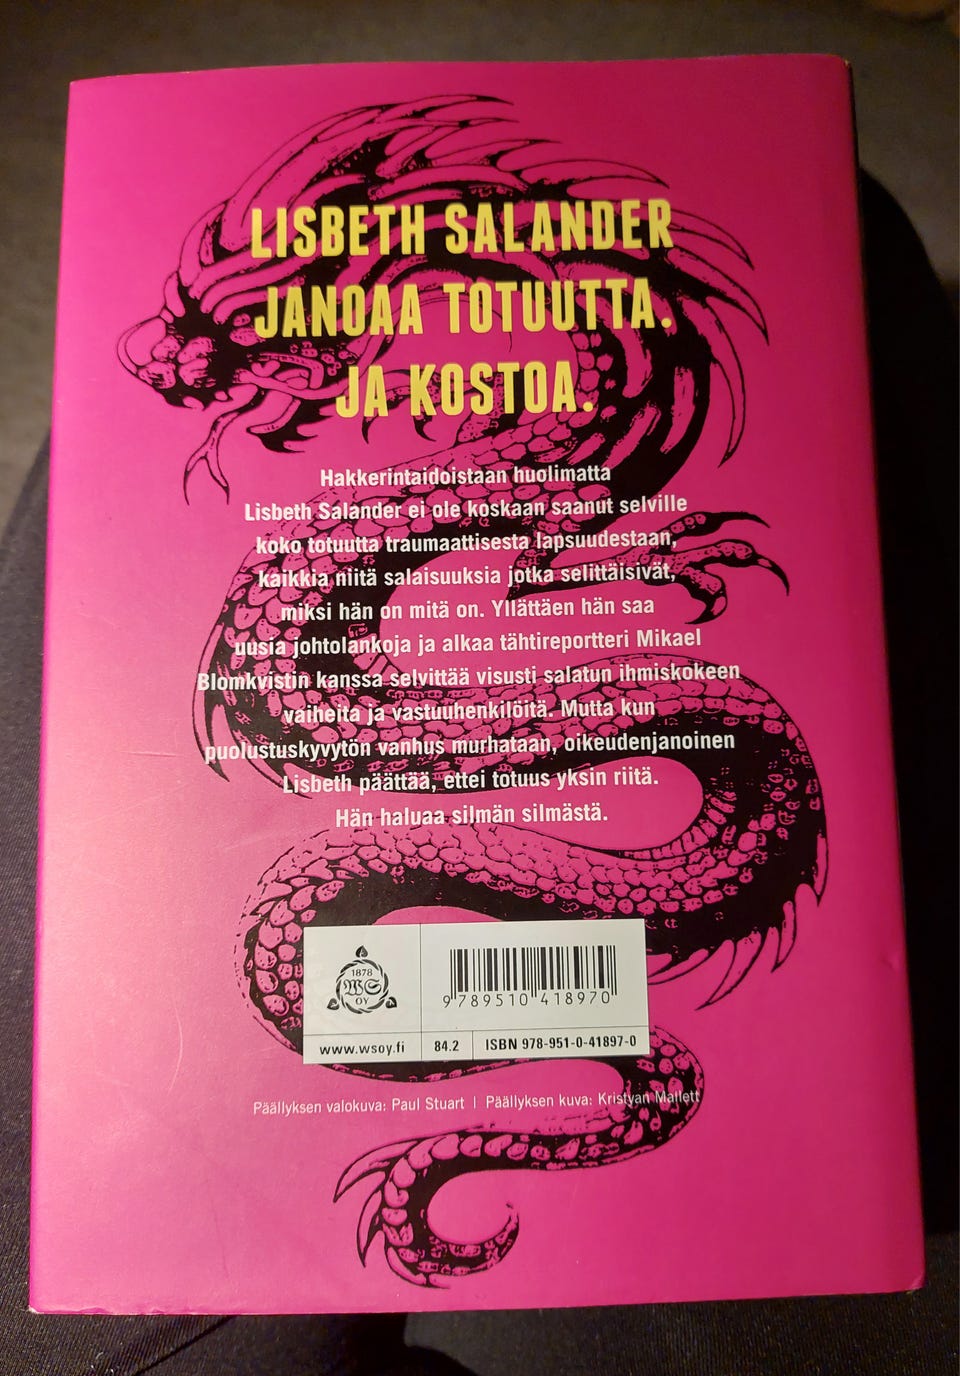 LISBETH SALANDER
JANOAA TOTUUTTA.
JA KOSTOA.
Hakkerintaidoistaan huolimatta
Lisbeth Salander ei ole koskaan saanut selville
koko totuutta traumaattisesta lapsuudestaan,
kaikkia niitä salaisuuksia jotka selittäisivät,
miksi hän on mitä on. Yllättäen hän saa
uusia johtolankoja ja alkaa tähtireportteri Mikael
Blomkvistin kanssa selvittää visusti salatun ihmiskokeen
vaiheita ja vastuuhenkilöitä. Mutta kun
puolustuskyvytön vanhus murhataan, oikeudenjanoinen
Lisbeth päättää, ettei totuus yksin riitä.
Hän haluaa silmän silmästä.
1878
WS
OY
9 789510 418970
www.wsoy.fi
84.2
ISBN 978-951-0-41897-0
Päällyksen valokuva: Paul Stuart | Päällyksen kuva: Kristyan Mallett